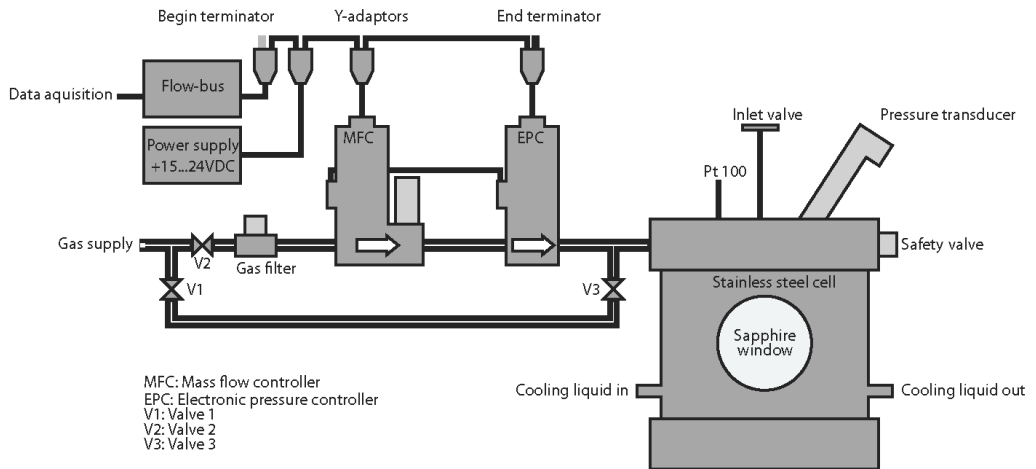 Begin terminator
Y-adaptors
End terminator
Data aquisition
Flow-bus
Power supply
+15...24VDC
MFC
EPC
Inlet valve
Pressure transducer
Pt 100
Gas supply
V2
Gas filter
V1
V3
Safety valve
Stainless steel cell
Sapphire
window
Cooling liquid in
Cooling liquid out
MFC: Mass flow controller
EPC: Electronic pressure controller
V1: Valve 1
V2: Valve 2
V3: Valve 3